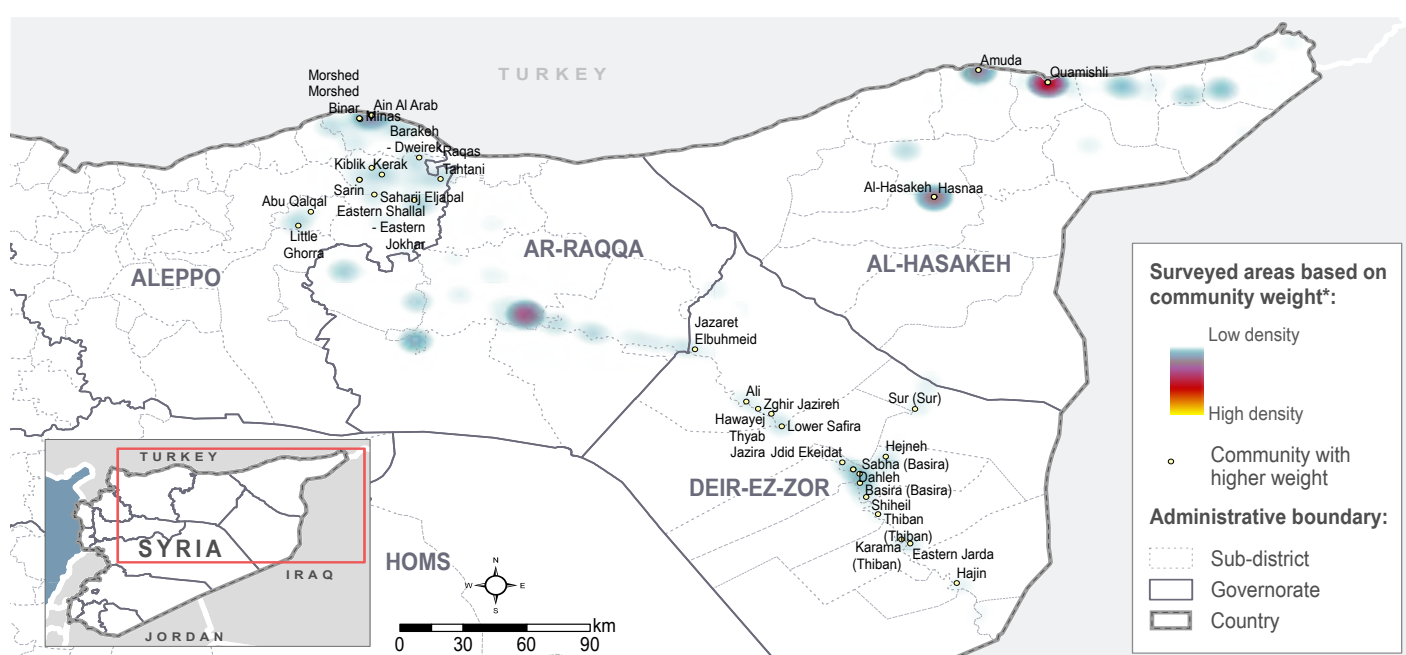 TURKEY
Amuda
Quamishli
Morshed
Morshed
Binar
Ain Al Arab
Minas
Barakeh
- Dweirek
Raqas
Kiblik
Kerak
Tahtani
Sarin
Saharij Eljabal
Abu Qalqal
Eastern Shallal
- Eastern
Jokhar
Little
Ghorra
Al-Hasakeh
Hasnaa
ALEPPO
AR-RAQQA
AL-HASAKEH
Jazaret
Elbuhmeid
Ali
Zghir Jazireh
Hawayej
Thyab
Jazira
Lower Safira
Sur (Sur)
Jdid Ekeidat
Hejneh
Sabha (Basira)
Dahleh
Basira (Basira)
Shiheil
Thiban
(Thiban)
Karama
(Thiban)
Eastern Jarda
Hajin
DEIR-EZ-ZOR
HOMS
TURKEY
SYRIA
IRAQ
JORDAN
N
W
E
S
km
0 30 60 90
Surveyed areas based on
community weight*:
Low density
High density
Community with
higher weight
Administrative boundary:
Sub-district
Governorate
Country